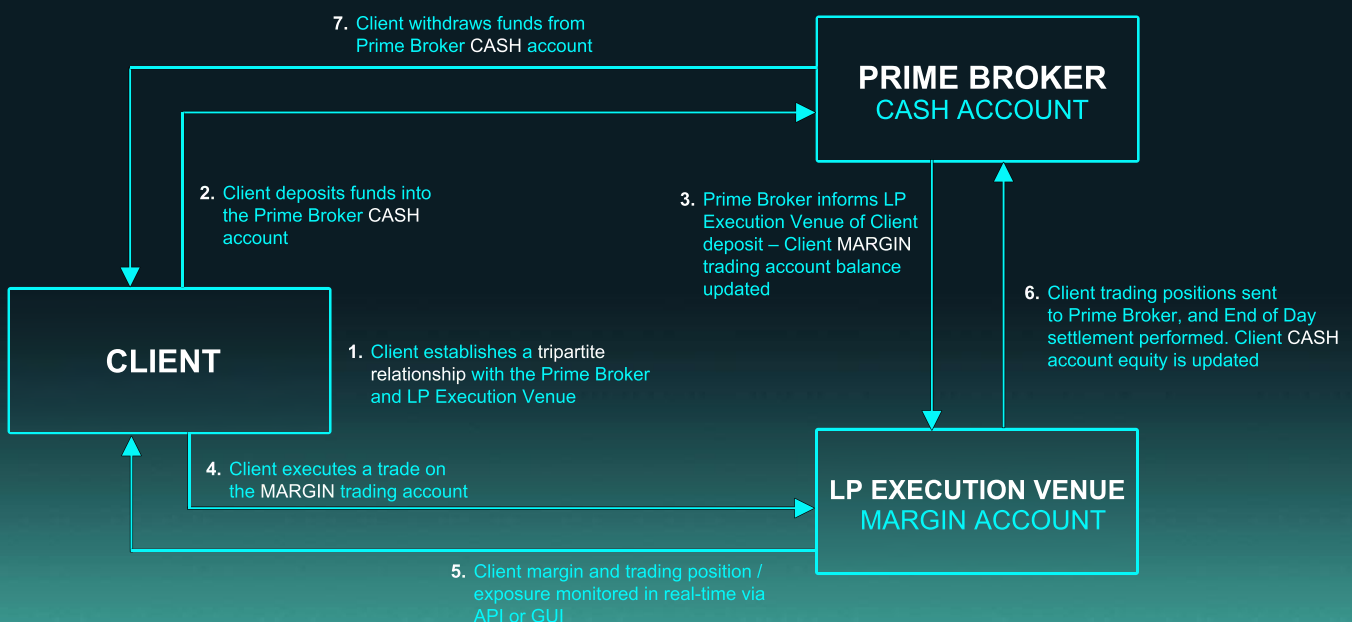 7. Client withdraws funds from
Prime Broker CASH account
PRIME BROKER
CASH ACCOUNT
2. Client deposits funds into
the Prime Broker CASH
account
3. Prime Broker informs LP
Execution Venue of Client
deposit – Client MARGIN
trading account balance
updated
6. Client trading positions sent
to Prime Broker, and End of Day
settlement performed. Client CASH
account equity is updated
CLIENT
1. Client establishes a tripartite
relationship with the Prime Broker
and LP Execution Venue
4. Client executes a trade on
the MARGIN trading account
LP EXECUTION VENUE
MARGIN ACCOUNT
5. Client margin and trading position /
exposure monitored in real-time via
API or GUI